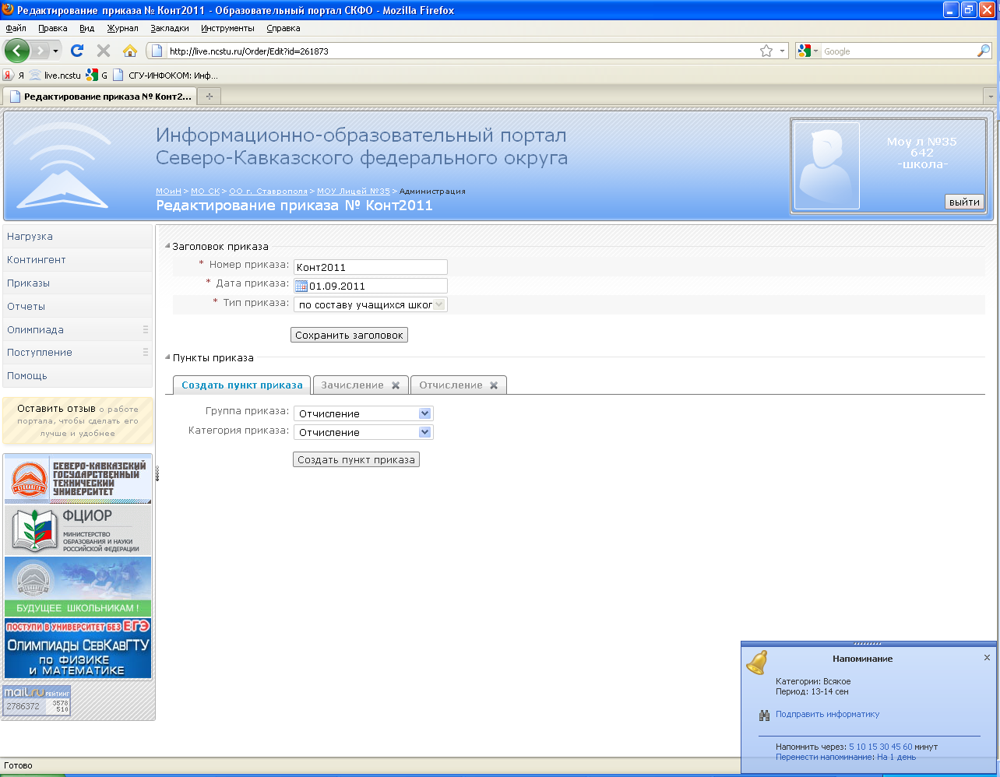 Редактирование приказа № Конт2011 - Образовательный портал СКФО - Mozilla Firefox
Файл Правка Вид Журнал Закладки Инструменты Справка
http://live.ncstu.ru/Order/Edit?id=261873
Google
Я Я live.ncstu G СГУ-ИНФОКОМ: Инф...
Редактирование приказа № Конт2...
Информационно-образовательный портал
Северо-Кавказского федерального округа
МОиН > МО СК > ОО г. Ставрополя > МОУ Лицей №35 > Администрация
Редактирование приказа № Конт2011
Моу л №35
642
-школа-
выйти
Нагрузка
Контингент
Приказы
Отчеты
Олимпиада
Поступление
Помощь
Оставить отзыв о работе
портала, чтобы сделать его
лучше и удобнее
СЕВЕРО-КАВКАЗСКИЙ
ГОСУДАРСТВЕННЫЙ
ТЕХНИЧЕСКИЙ
УНИВЕРСИТЕТ
ФЦИОР
МИНИСТЕРСТВО
ОБРАЗОВАНИЯ И НАУКИ
РОССИЙСКОЙ ФЕДЕРАЦИИ
БУДУЩЕЕ ШКОЛЬНИКАМ !
ПОСТУПИ В УНИВЕРСИТЕТ БЕЗ ЕГЭ
ОЛИМПИАДЫ СЕВКАВГТУ
ПО ФИЗИКЕ
И МАТЕМАТИКЕ
mail.ru РЕЙТИНГ
2786372 3578
510
Заголовок приказа
* Номер приказа: Конт2011
* Дата приказа: 01.09.2011
* Тип приказа: по составу учащихся школ
Сохранить заголовок
Пункты приказа
Создать пункт приказа Зачисление Отчисление
Группа приказа: Отчисление
Категория приказа: Отчисление
Создать пункт приказа
Напоминание
Категории: Всякое
Период: 13-14 сен
Подправить информатику
Напомнить через: 5 10 15 30 45 60 минут
Перенести напоминание: На 1 день
Готово